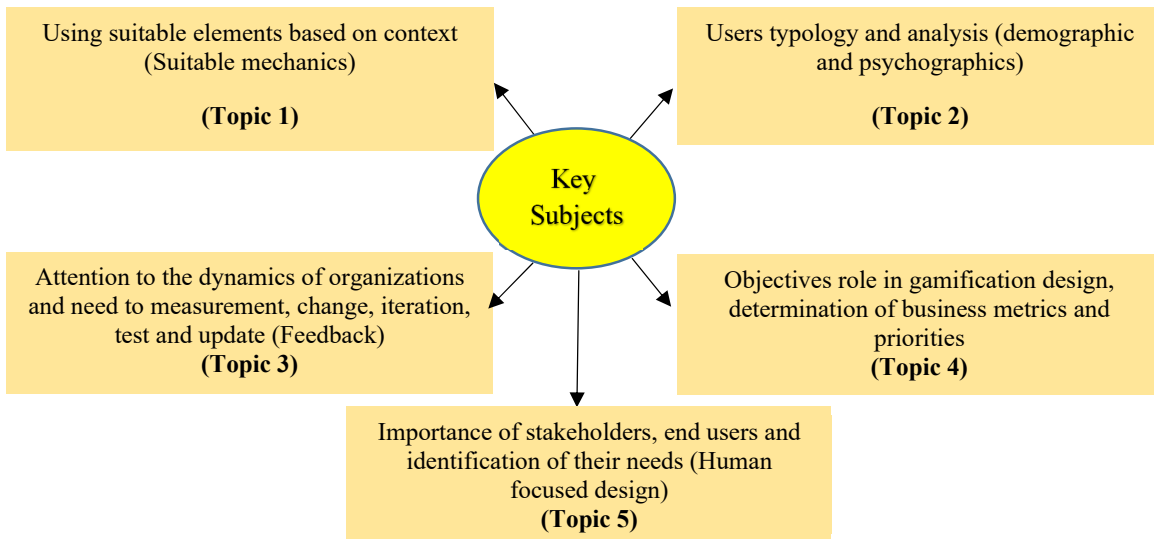 Using suitable elements based on context
(Suitable mechanics)
(Topic 1)
Users typology and analysis (demographic
and psychographics)
(Topic 2)
Key
Subjects
Attention to the dynamics of organizations
and need to measurement, change, iteration,
test and update (Feedback)
(Topic 3)
Objectives role in gamification design,
determination of business metrics and
priorities
(Topic 4)
Importance of stakeholders, end users and
identification of their needs (Human
focused design)
(Topic 5)